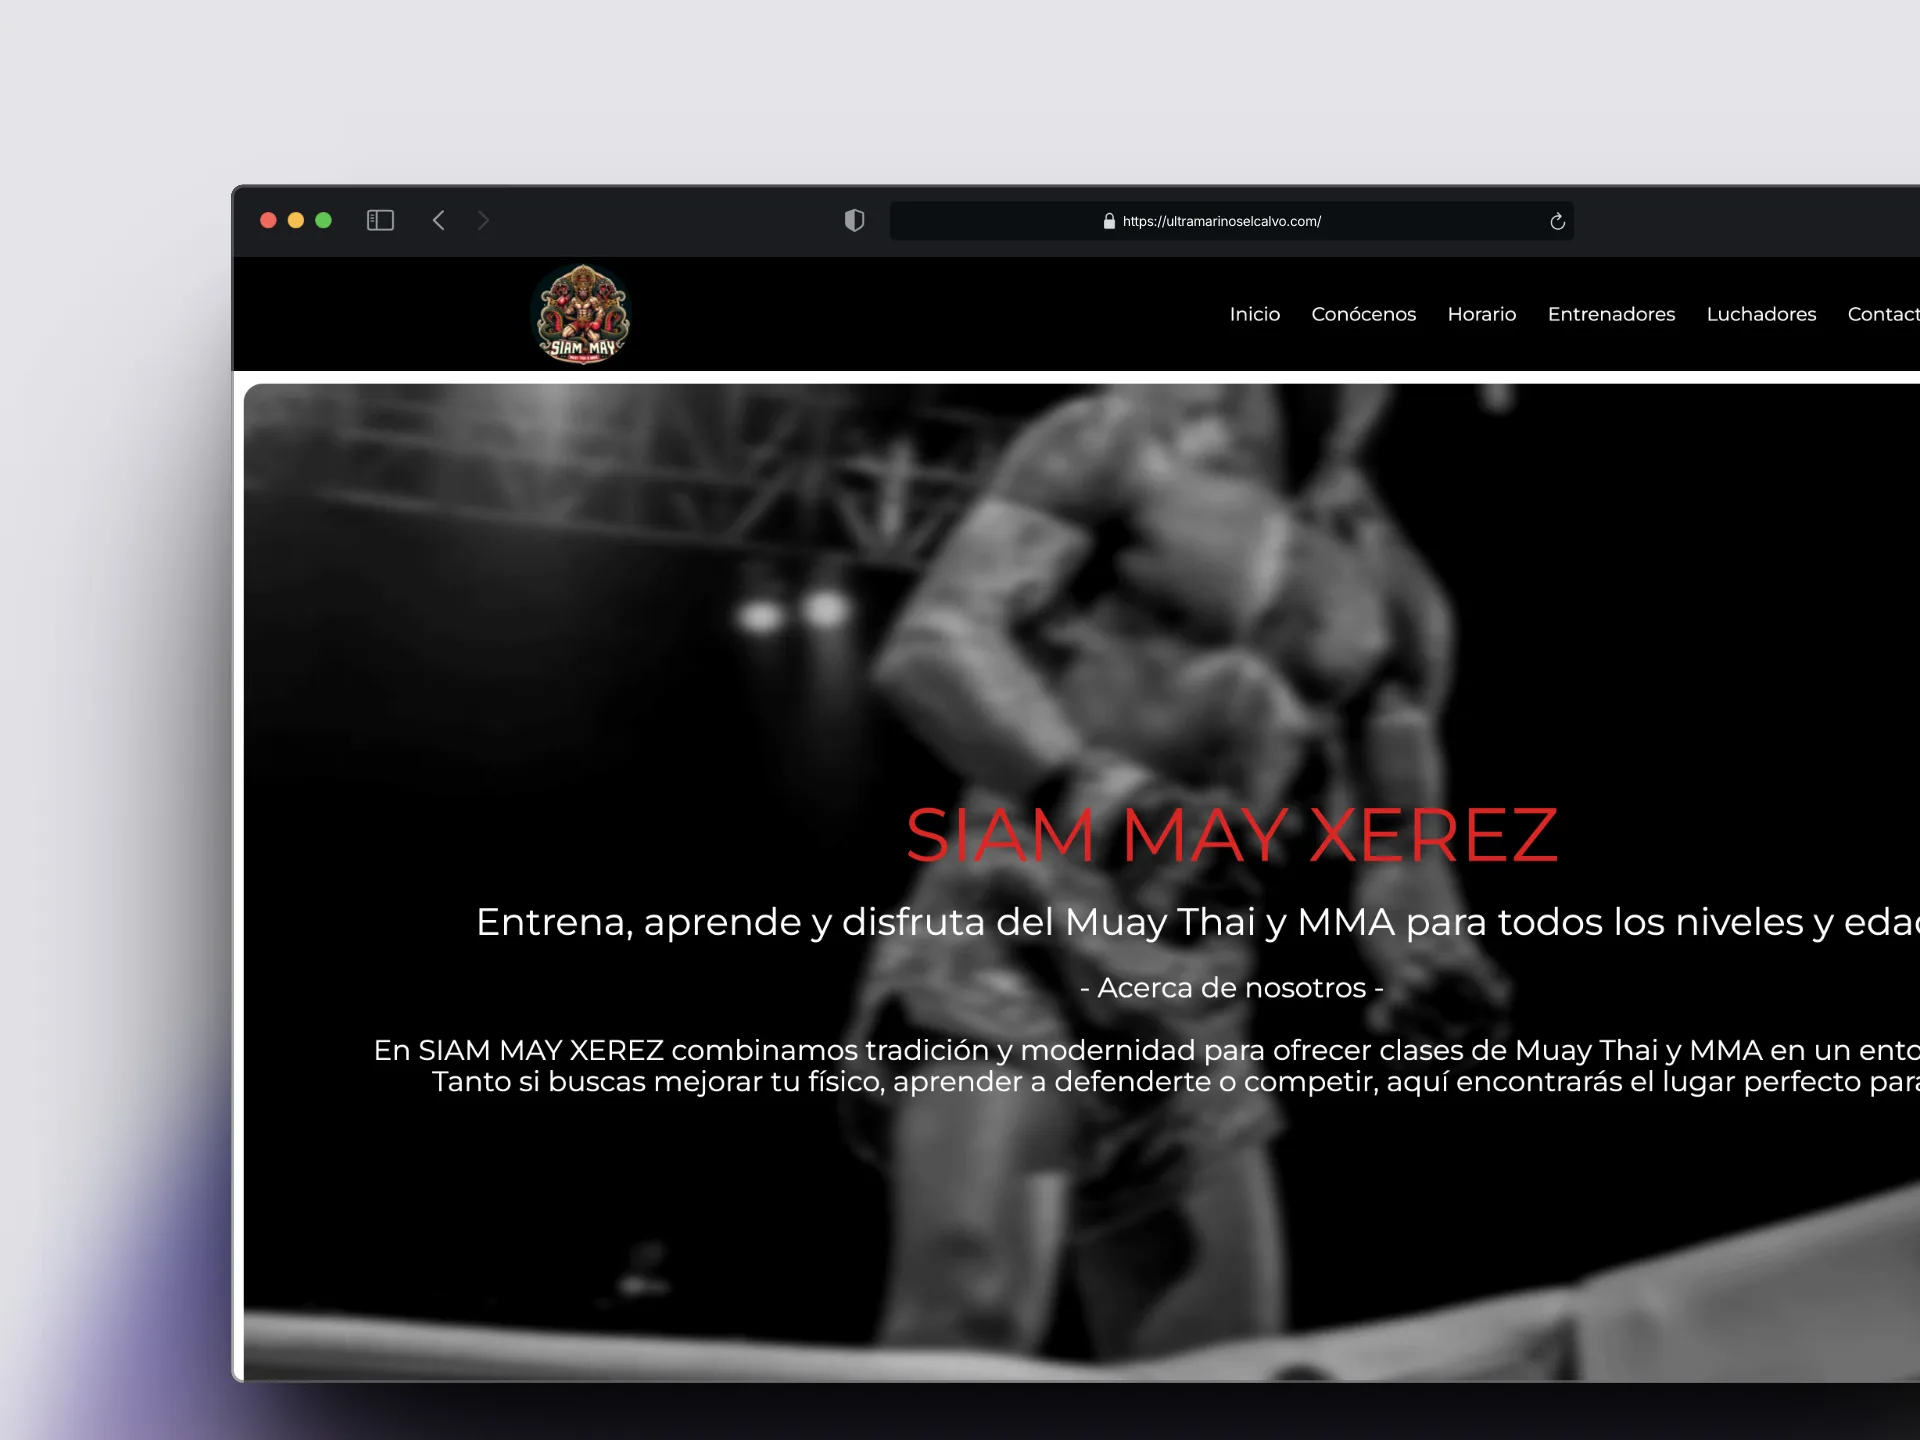 https://ultramarinoselcalvo.com/
SIAM MAY
Inicio Conócenos Horario Entrenadores Luchadores Contact
SIAM MAY XEREZ
Entrena, aprende y disfruta del Muay Thai y MMA para todos los niveles y edad
- Acerca de nosotros -
En SIAM MAY XEREZ combinamos tradición y modernidad para ofrecer clases de Muay Thai y MMA en un ento
Tanto si buscas mejorar tu físico, aprender a defenderte o competir, aquí encontrarás el lugar perfecto para